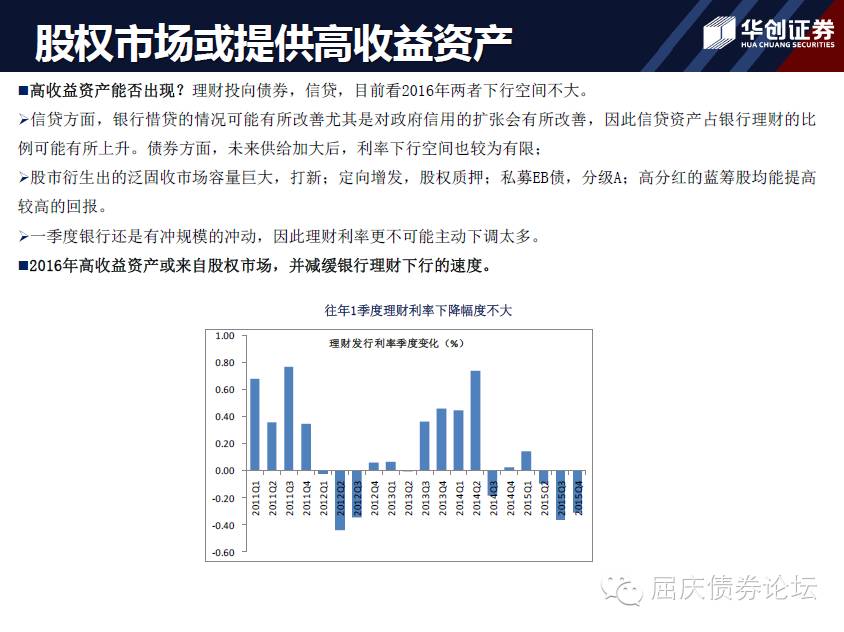 股权市场或提供高收益资产
华创证券
HUA CHUANG SECURITIES
■高收益资产能否出现？理财投向债券，信贷，目前看2016年两者下行空间不大。
➢信贷方面，银行惜贷的情况可能有所改善尤其是对政府信用的扩张会有所改善，因此信贷资产占银行理财的比
例可能有所上升。债券方面，未来供给加大后，利率下行空间也较为有限；
➢股市衍生出的泛固收市场容量巨大，打新；定向增发，股权质押；私募EB债，分级A；高分红的蓝筹股均能提高
较高的回报。
➢一季度银行还是有冲规模的冲动，因此理财利率更不可能主动下调太多。
■2016年高收益资产或来自股权市场，并减缓银行理财下行的速度。
往年1季度理财利率下降幅度不大
理财发行利率季度变化（%）
1.00
0.80
0.60
0.40
0.20
0.00
-0.20
-0.40
-0.60
2011Q1
2011Q2
2011Q3
2011Q4
2012Q1
2012Q2
2012Q3
2012Q4
2013Q1
2013Q2
2013Q3
2013Q4
2014Q1
2014Q2
2014Q3
2014Q4
2015Q1
2015Q2
2015Q3
2015Q4
屈庆债券论坛